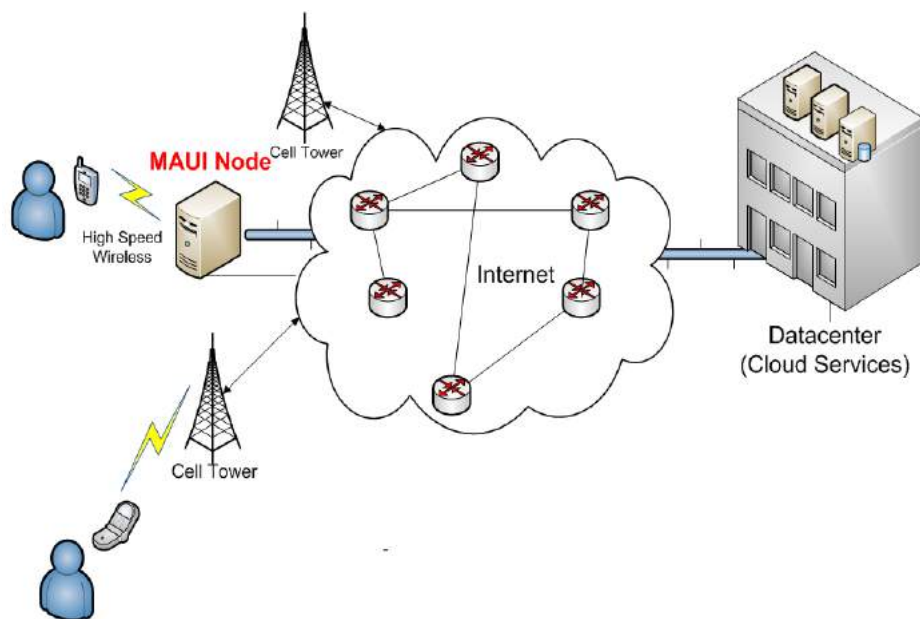 Cell Tower
MAUI Node
High Speed
Wireless
Internet
Datacenter
(Cloud Services)
Cell Tower